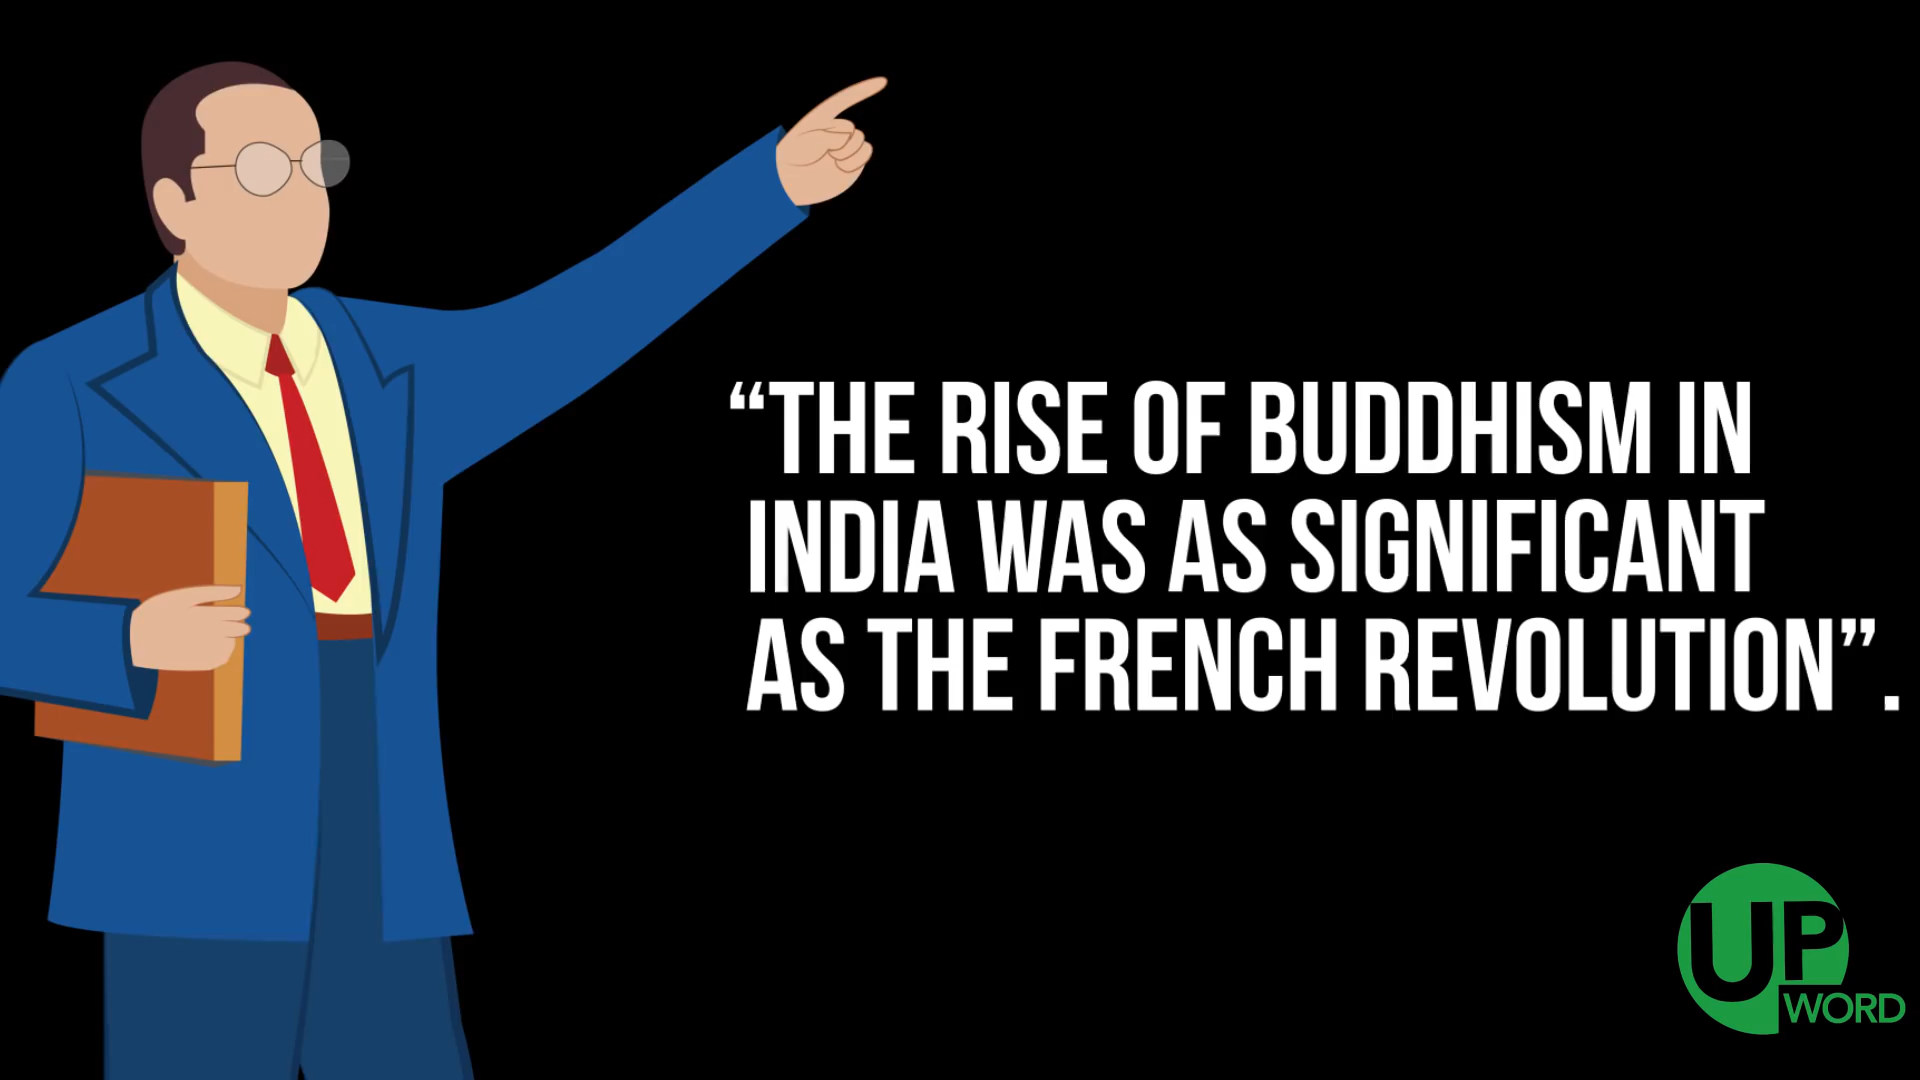 “THE RISE OF BUDDHISM IN
INDIA WAS AS SIGNIFICANT
AS THE FRENCH REVOLUTION”.
UP
WORD